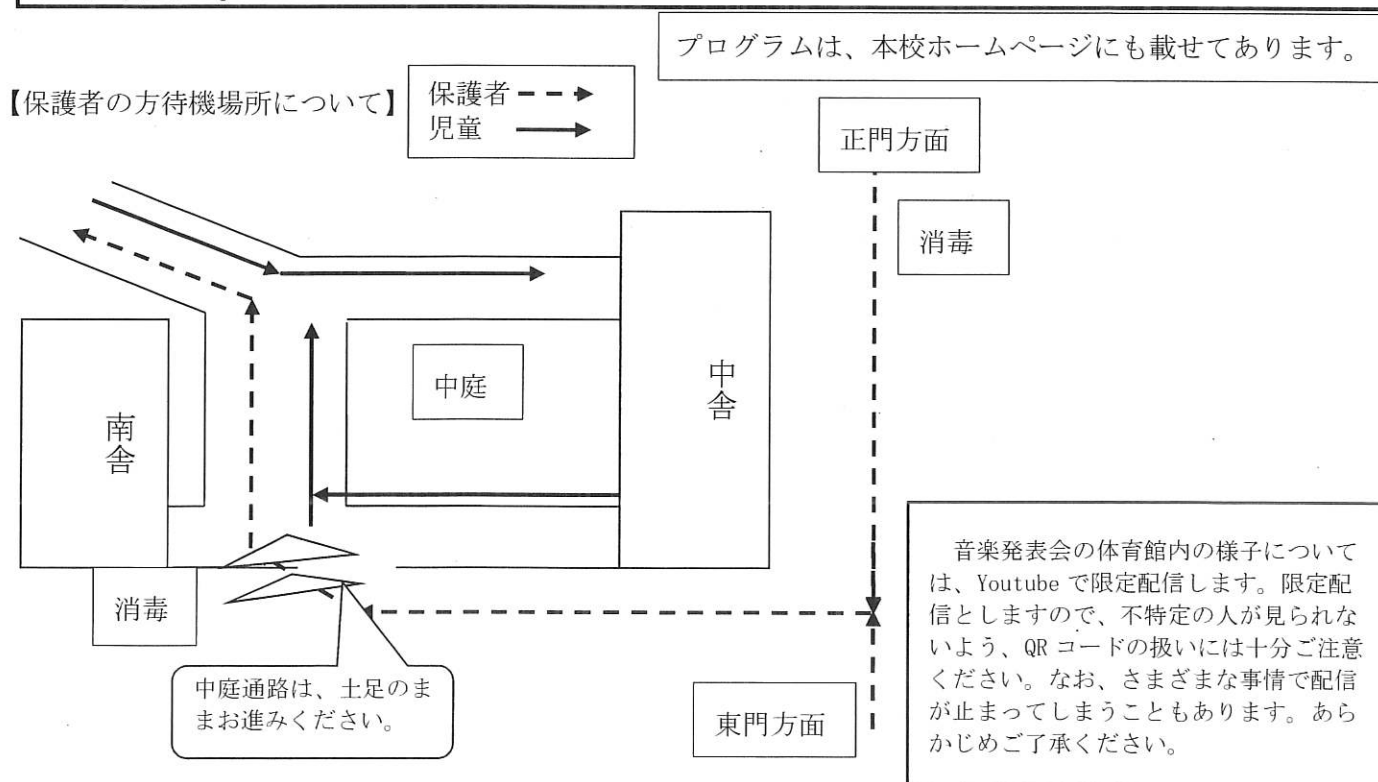 プログラムは、本校ホームページにも載せてあります。
【保護者の方待機場所について】
保護者
児童
正門方面
消毒
中庭
中舎
南舎
消毒
中庭通路は、土足のま
まお進みください。
東門方面
音楽発表会の体育館内の様子について
は、Youtubeで限定配信します。限定配
信としますので、不特定の人が見られな
いよう、QRコードの扱いには十分ご注意
ください。なお、さまざまな事情で配信
が止まってしまうこともあります。あら
かじめご了承ください。